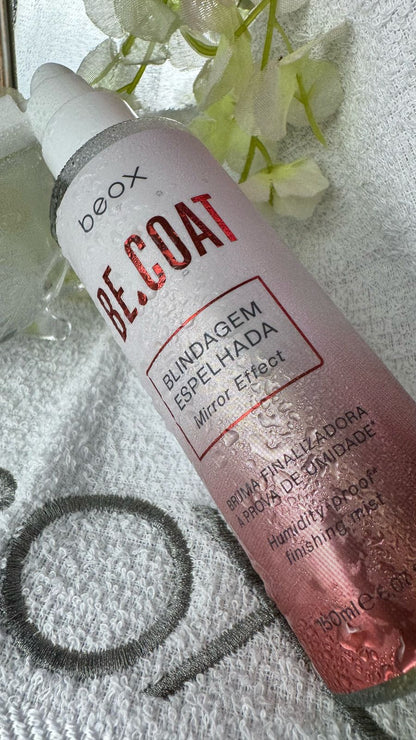 beox
BE.COAT
BLINDAGEM
ESPELHADA
Mirror Effect
BRUMA FINALIZADORA
À PROVA DE UMIDADE*
Humidity-proof*
finishing mist
150ml e